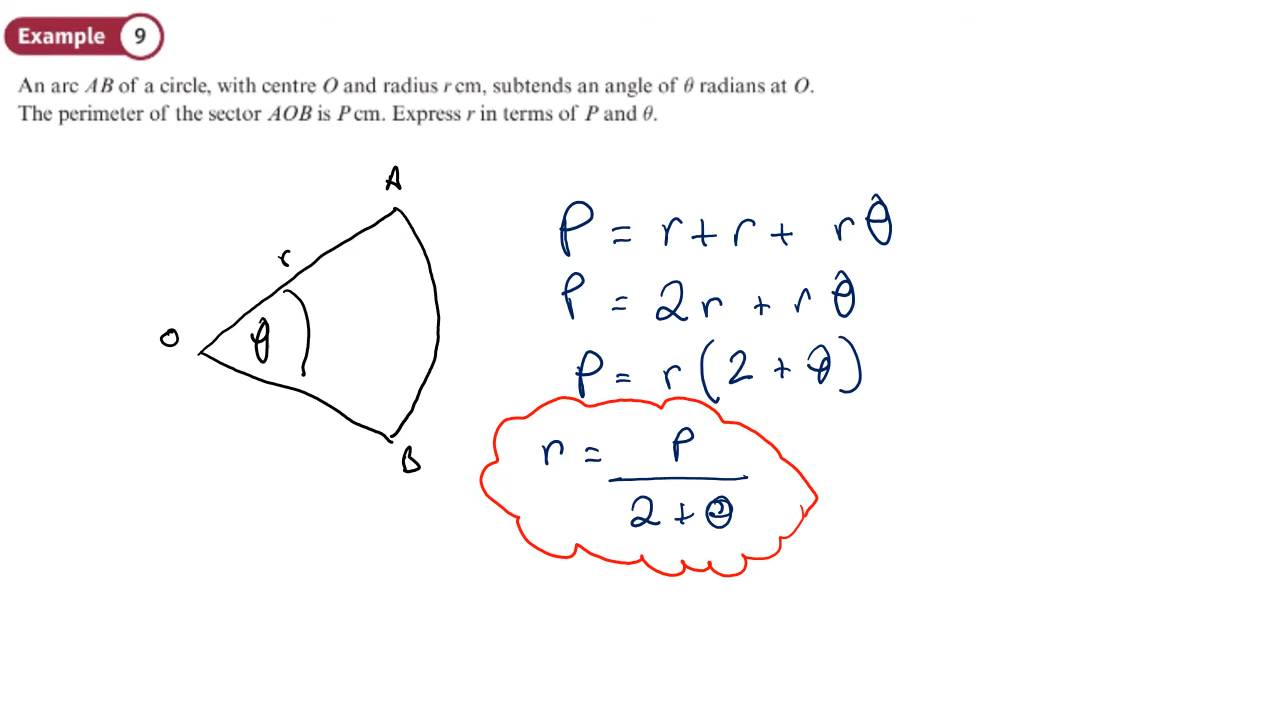 Example 9
An arc AB of a circle, with centre O and radius r cm, subtends an angle of θ radians at O.
The perimeter of the sector AOB is P cm. Express r in terms of P and θ.
A
r
O
θ
B
P = r + r + rθ
P = 2r + rθ
P = r(2 + θ)
r = P
2 + θ